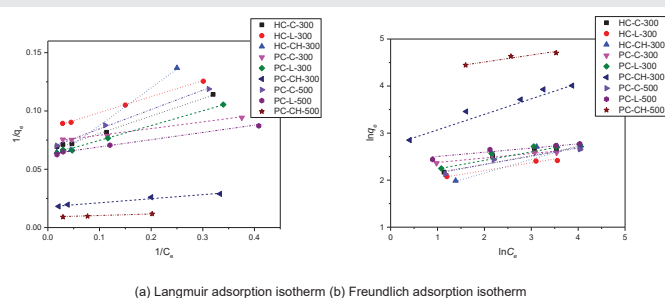 HC-C-300
HC-L-300
HC-CH-300
PC-C-300
PC-L-300
PC-CH-300
PC-C-500
PC-L-500
PC-CH-500
0.15
0.10
0.05
0.00
1/qe
0.0
0.1
0.2
0.3
0.4
0.5
1/Ce
HC-C-300
HC-L-300
HC-CH-300
PC-C-300
PC-L-300
PC-CH-300
PC-C-500
PC-L-500
PC-CH-500
5
4
3
2
1
lnqe
0
1
2
3
4
5
lnCe
(a) Langmuir adsorption isotherm (b) Freundlich adsorption isotherm